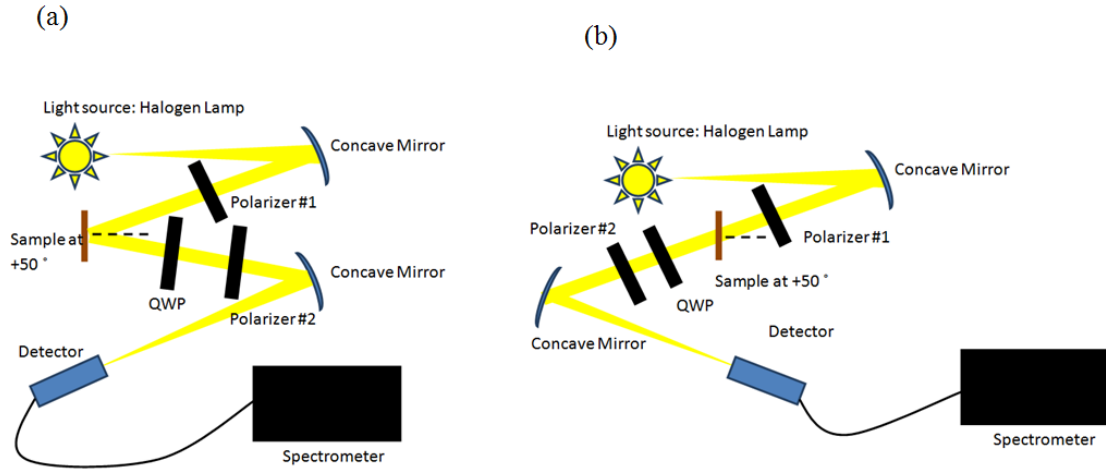 (a)
Light source: Halogen Lamp
Concave Mirror
Polarizer #1
Sample at
+50 °
Concave Mirror
QWP
Polarizer #2
Detector
Spectrometer
(b)
Light source: Halogen Lamp
Concave Mirror
Polarizer #2
Polarizer #1
Sample at +50 °
QWP
Detector
Concave Mirror
Spectrometer